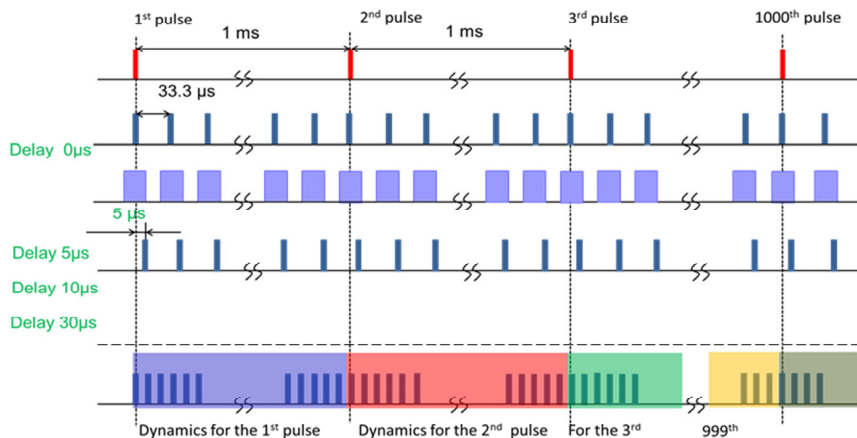 1st pulse
2nd pulse
3rd pulse
1000th pulse
1 ms
1 ms
33.3 µs
Delay 0µs
5 µs
Delay 5µs
Delay 10µs
Delay 30µs
Dynamics for the 1st pulse
Dynamics for the 2nd pulse
For the 3rd
999th